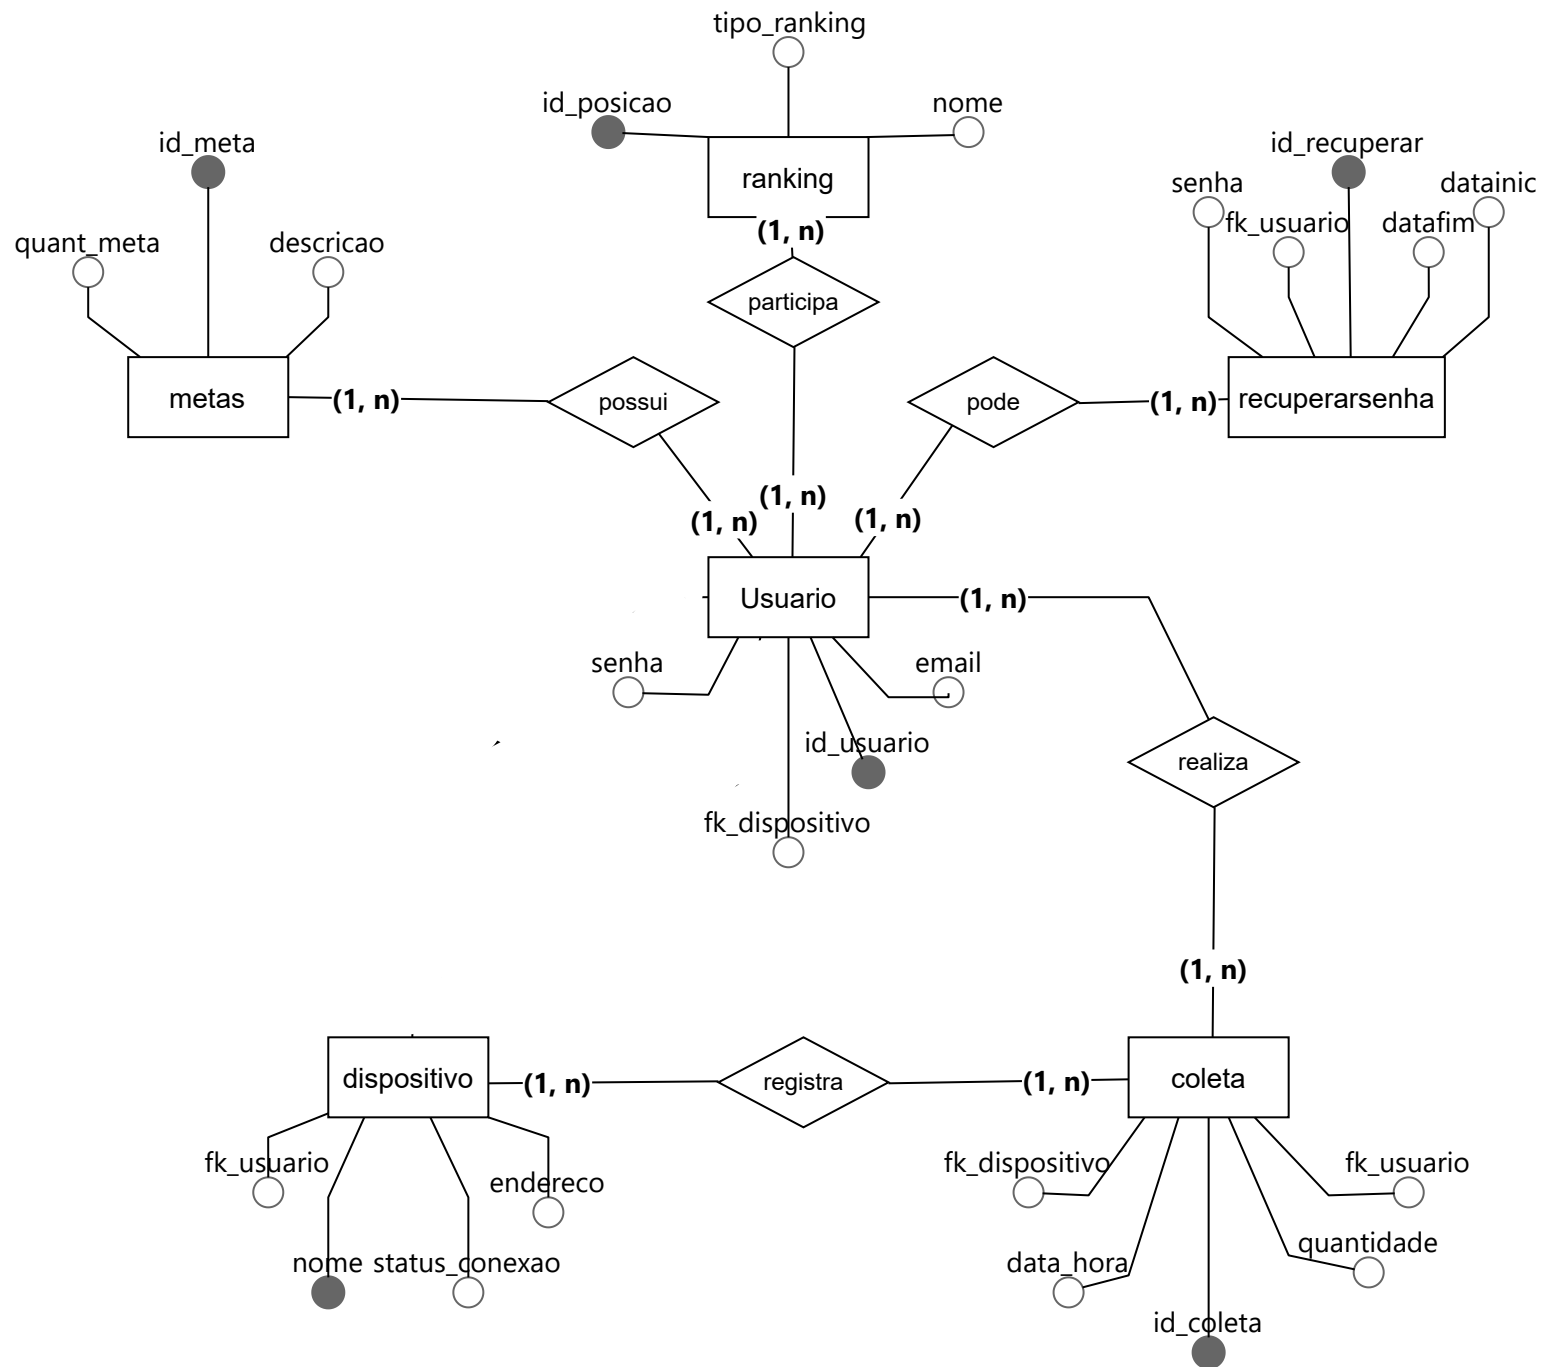 tipo_ranking
id_posicao
nome
id_meta
id_recuperar
ranking
senha
datainic
quant_meta
descricao
(1, n)
fk_usuario
datafim
participa
metas
(1, n)
possui
pode
(1, n)
recuperarsenha
(1, n)
(1, n)
(1, n)
Usuario
(1, n)
senha
email
id_usuario
realiza
fk_dispositivo
(1, n)
dispositivo
(1, n)
registra
(1, n)
coleta
fk_usuario
endereco
fk_dispositivo
fk_usuario
nome
status_conexao
data_hora
quantidade
id_coleta